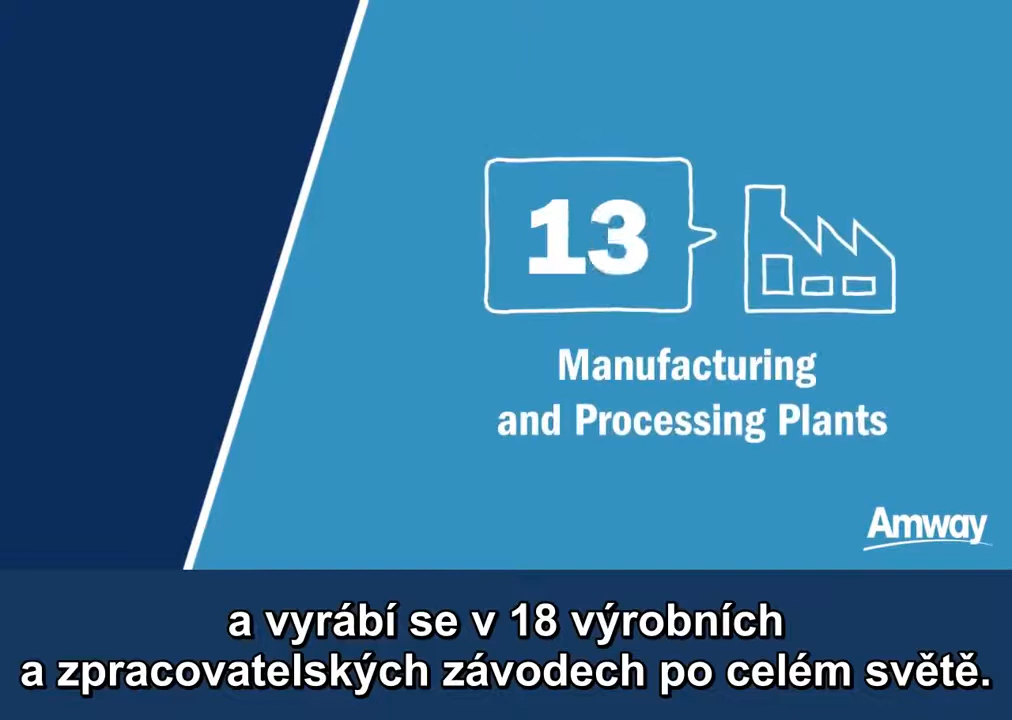 13
Manufacturing
and Processing Plants
Amway
a vyrábí se v 18 výrobních
a zpracovatelských závodech po celém světě.